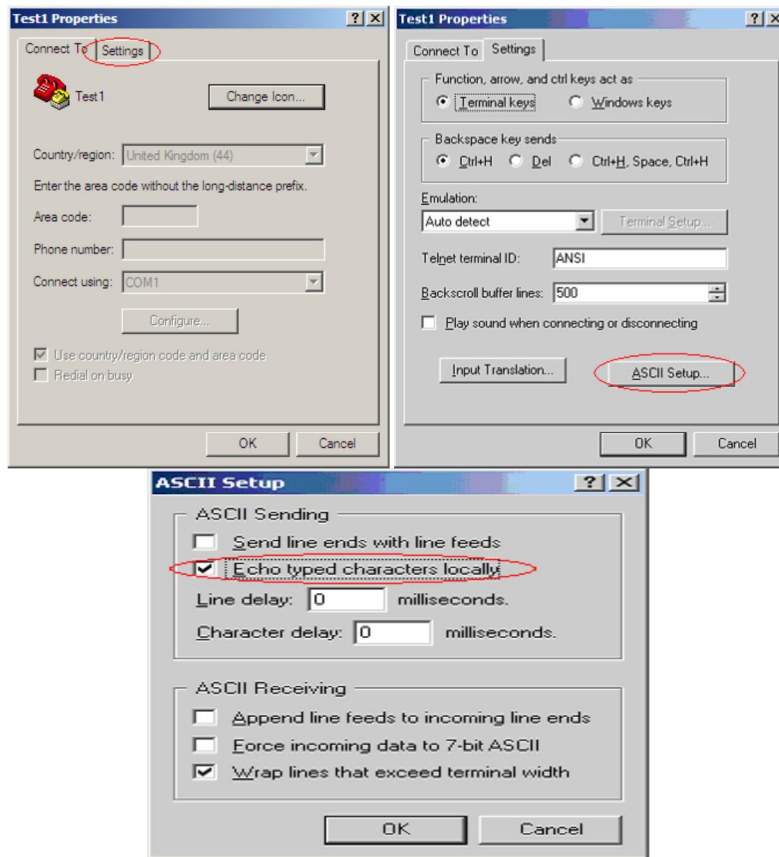 Test1 Properties
Connect To Settings
Test1
Change Icon...
Country/region: United Kingdom (44)
Enter the area code without the long-distance prefix.
Area code:
Phone number:
Connect using: COM1
Configure...
Use country/region code and area code
Redial on busy
OK Cancel
Test1 Properties
Connect To Settings
Function, arrow, and ctrl keys act as
Terminal keys Windows keys
Backspace key sends
Ctrl+H Del Ctrl+H, Space, Ctrl+H
Emulation:
Auto detect Terminal Setup...
Telnet terminal ID: ANSI
Backscroll buffer lines: 500
Play sound when connecting or disconnecting
Input Translation... ASCII Setup...
OK Cancel
ASCII Setup
ASCII Sending
Send line ends with line feeds
Echo typed characters locally
Line delay: 0 milliseconds.
Character delay: 0 milliseconds.
ASCII Receiving
Append line feeds to incoming line ends
Force incoming data to 7-bit ASCII
Wrap lines that exceed terminal width
OK Cancel